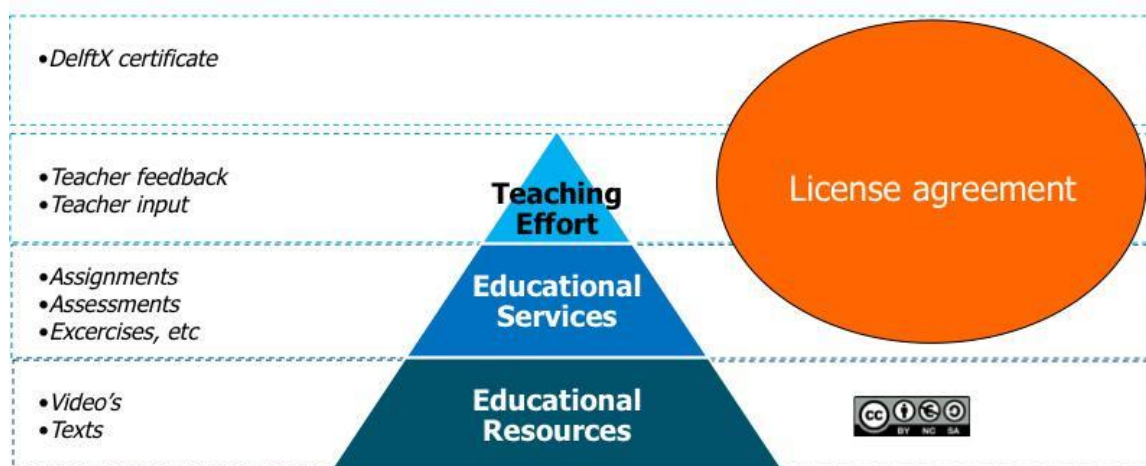 •DelftX certificate
•Teacher feedback
•Teacher input
Teaching
Effort
License agreement
•Assignments
•Assessments
•Excercises, etc
Educational
Services
•Video's
•Texts
Educational
Resources
cc
BY NC SA